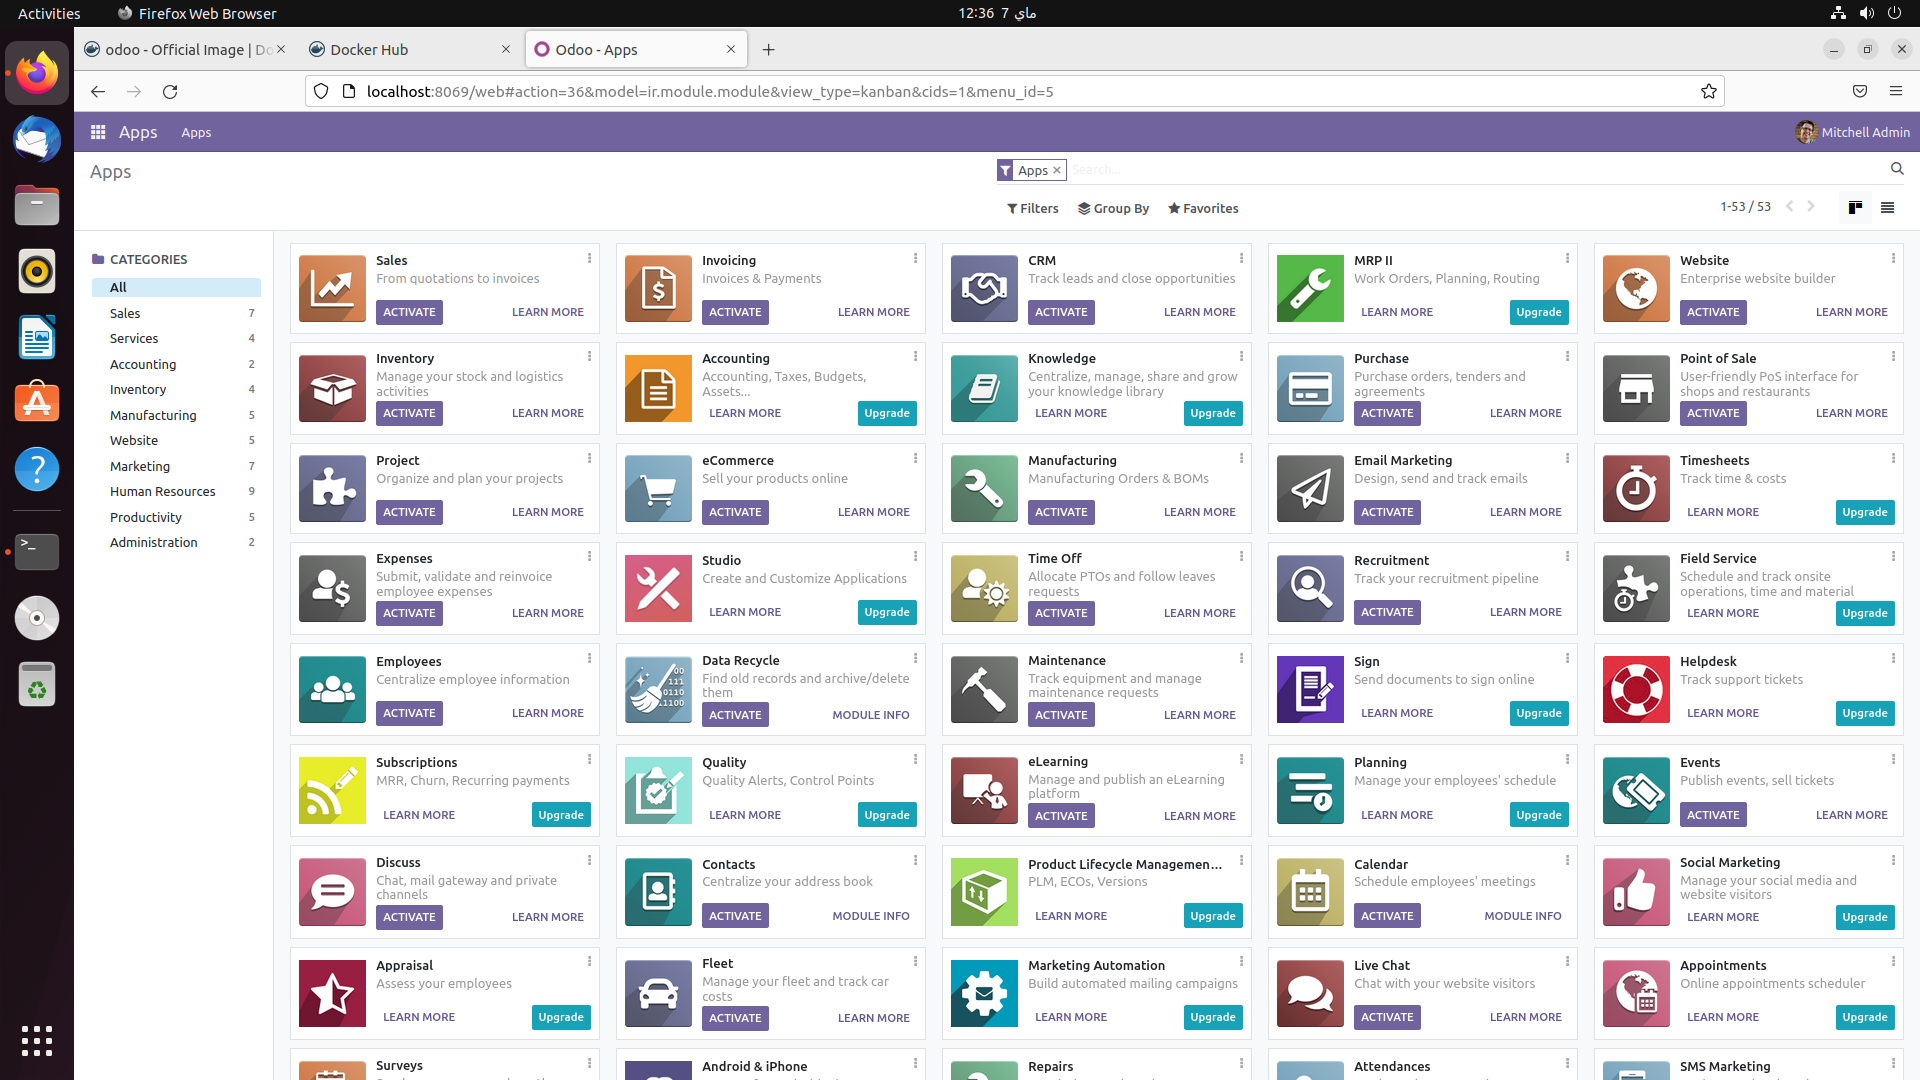 Activities
Firefox Web Browser
12:36  7 ماي
odoo - Official Image | Do
Docker Hub
Odoo - Apps
localhost:8069/web#action=36&model=ir.module.module&view_type=kanban&cids=1&menu_id=5
Apps
Apps
Mitchell Admin
Apps
Apps
Search...
Filters
Group By
Favorites
1-53 / 53
CATEGORIES
All
Sales 7
Services 4
Accounting 2
Inventory 4
Manufacturing 5
Website 5
Marketing 7
Human Resources 9
Productivity 5
Administration 2
Sales
From quotations to invoices
ACTIVATE LEARN MORE
Invoicing
Invoices & Payments
ACTIVATE LEARN MORE
CRM
Track leads and close opportunities
ACTIVATE LEARN MORE
MRP II
Work Orders, Planning, Routing
LEARN MORE Upgrade
Website
Enterprise website builder
ACTIVATE LEARN MORE
Inventory
Manage your stock and logistics
activities
ACTIVATE LEARN MORE
Accounting
Accounting, Taxes, Budgets,
Assets...
LEARN MORE Upgrade
Knowledge
Centralize, manage, share and grow
your knowledge library
LEARN MORE Upgrade
Purchase
Purchase orders, tenders and
agreements
ACTIVATE LEARN MORE
Point of Sale
User-friendly PoS interface for
shops and restaurants
ACTIVATE LEARN MORE
Project
Organize and plan your projects
ACTIVATE LEARN MORE
eCommerce
Sell your products online
ACTIVATE LEARN MORE
Manufacturing
Manufacturing Orders & BOMs
ACTIVATE LEARN MORE
Email Marketing
Design, send and track emails
ACTIVATE LEARN MORE
Timesheets
Track time & costs
LEARN MORE Upgrade
Expenses
Submit, validate and reinvoice
employee expenses
ACTIVATE LEARN MORE
Studio
Create and Customize Applications
LEARN MORE Upgrade
Time Off
Allocate PTOs and follow leaves
requests
ACTIVATE LEARN MORE
Recruitment
Track your recruitment pipeline
ACTIVATE LEARN MORE
Field Service
Schedule and track onsite
operations, time and material
LEARN MORE Upgrade
Employees
Centralize employee information
ACTIVATE LEARN MORE
Data Recycle
Find old records and archive/delete
them
ACTIVATE MODULE INFO
Maintenance
Track equipment and manage
maintenance requests
ACTIVATE LEARN MORE
Sign
Send documents to sign online
LEARN MORE Upgrade
Helpdesk
Track support tickets
LEARN MORE Upgrade
Subscriptions
MRR, Churn, Recurring payments
LEARN MORE Upgrade
Quality
Quality Alerts, Control Points
LEARN MORE Upgrade
eLearning
Manage and publish an eLearning
platform
ACTIVATE LEARN MORE
Planning
Manage your employees' schedule
LEARN MORE Upgrade
Events
Publish events, sell tickets
ACTIVATE LEARN MORE
Discuss
Chat, mail gateway and private
channels
ACTIVATE LEARN MORE
Contacts
Centralize your address book
ACTIVATE MODULE INFO
Product Lifecycle Managemen...
PLM, ECOs, Versions
LEARN MORE Upgrade
Calendar
Schedule employees' meetings
ACTIVATE MODULE INFO
Social Marketing
Manage your social media and
website visitors
LEARN MORE Upgrade
Appraisal
Assess your employees
LEARN MORE Upgrade
Fleet
Manage your fleet and track car
costs
ACTIVATE LEARN MORE
Marketing Automation
Build automated mailing campaigns
LEARN MORE Upgrade
Live Chat
Chat with your website visitors
ACTIVATE LEARN MORE
Appointments
Online appointments scheduler
LEARN MORE Upgrade
Surveys
Android & iPhone
Repairs
Attendances
SMS Marketing